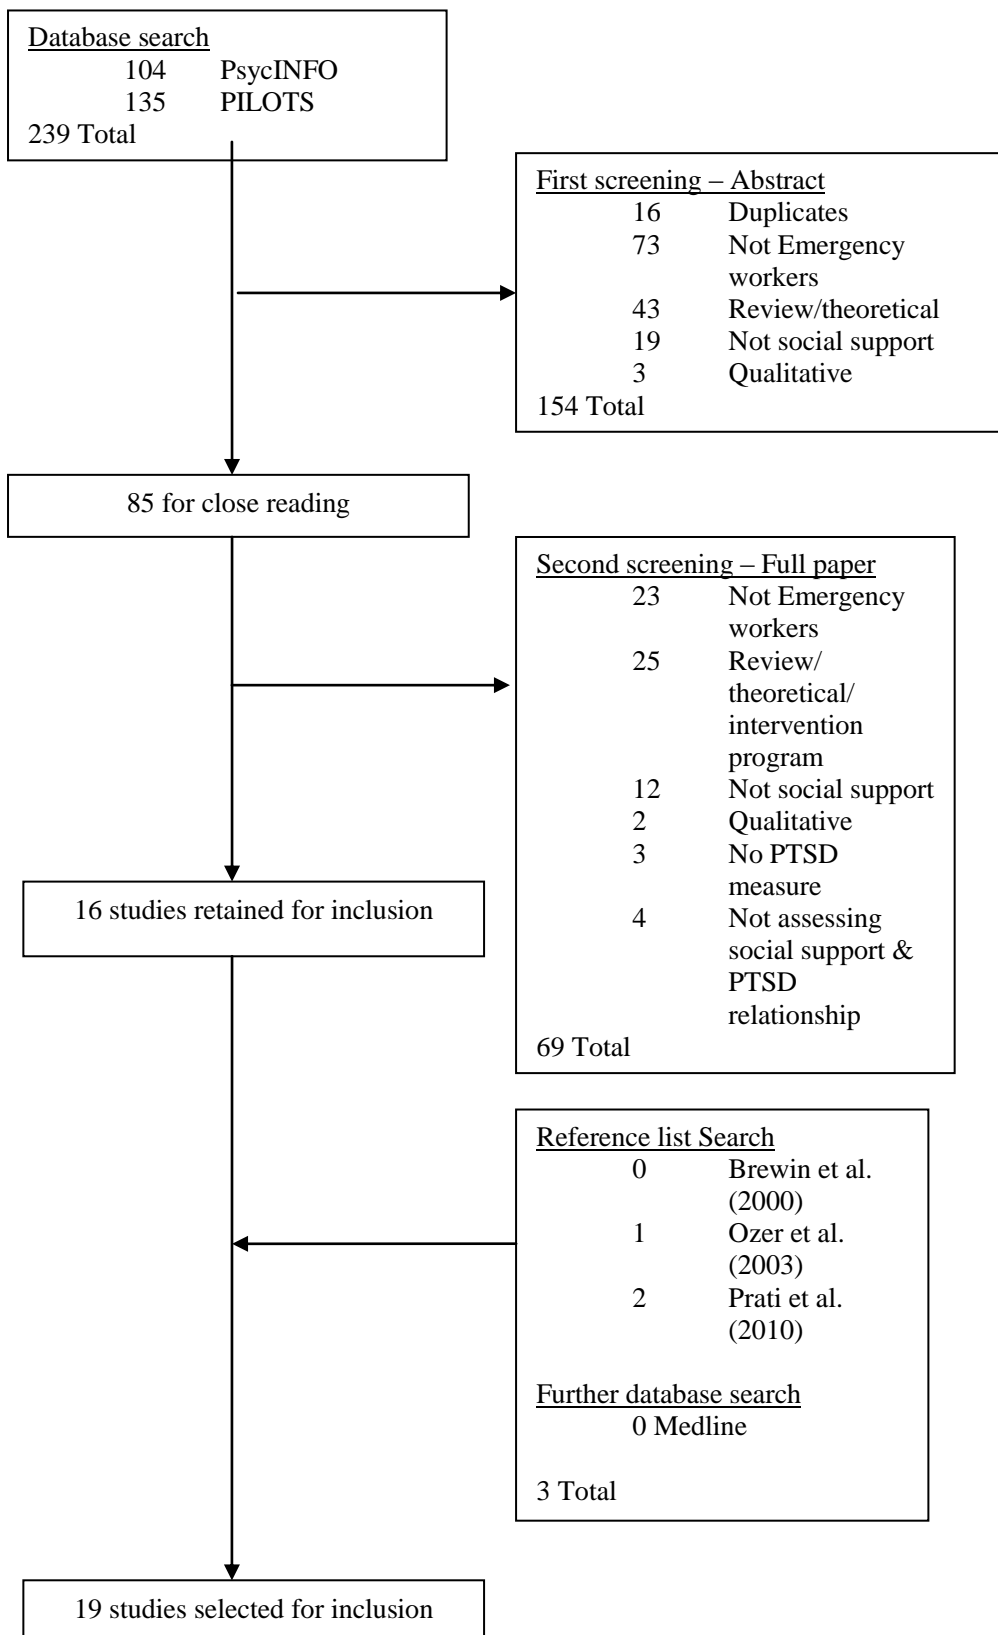 Database search
104 PsycINFO
135 PILOTS
239 Total
First screening – Abstract
16 Duplicates
73 Not Emergency
workers
43 Review/theoretical
19 Not social support
3 Qualitative
154 Total
85 for close reading
Second screening – Full paper
23 Not Emergency
workers
25 Review/
theoretical/
intervention
program
12 Not social support
2 Qualitative
3 No PTSD
measure
4 Not assessing
social support &
PTSD
relationship
69 Total
16 studies retained for inclusion
Reference list Search
0 Brewin et al.
(2000)
1 Ozer et al.
(2003)
2 Prati et al.
(2010)
Further database search
0 Medline
3 Total
19 studies selected for inclusion